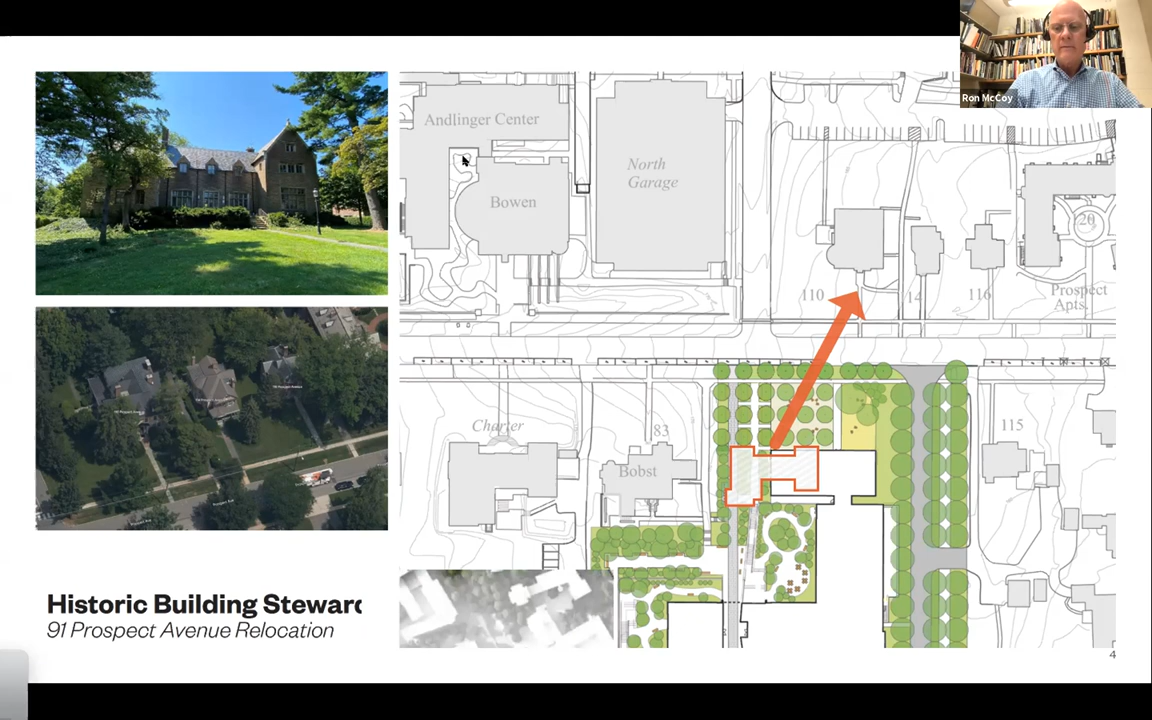 Ron McCoy
Andlinger Center
North
Garage
Bowen
20
110
14
116
Prospect
Apts.
Charter
83
115
Bobst
Historic Building Steward
91 Prospect Avenue Relocation
4